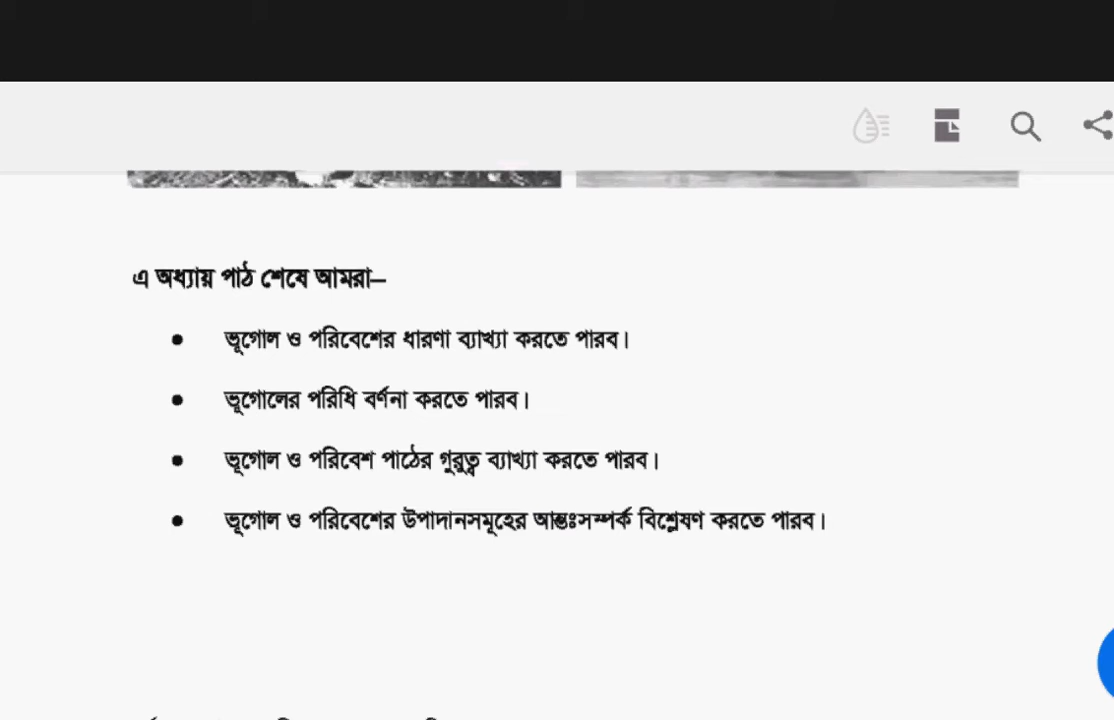 এ অধ্যায় পাঠ শেষে আমরা–
● ভূগোল ও পরিবেশের ধারণা ব্যাখ্যা করতে পারব।
● ভূগোলের পরিধি বর্ণনা করতে পারব।
● ভূগোল ও পরিবেশ পাঠের গুরুত্ব ব্যাখ্যা করতে পারব।
● ভূগোল ও পরিবেশের উপাদানসমূহের আন্তঃসম্পর্ক বিশ্লেষণ করতে পারব।